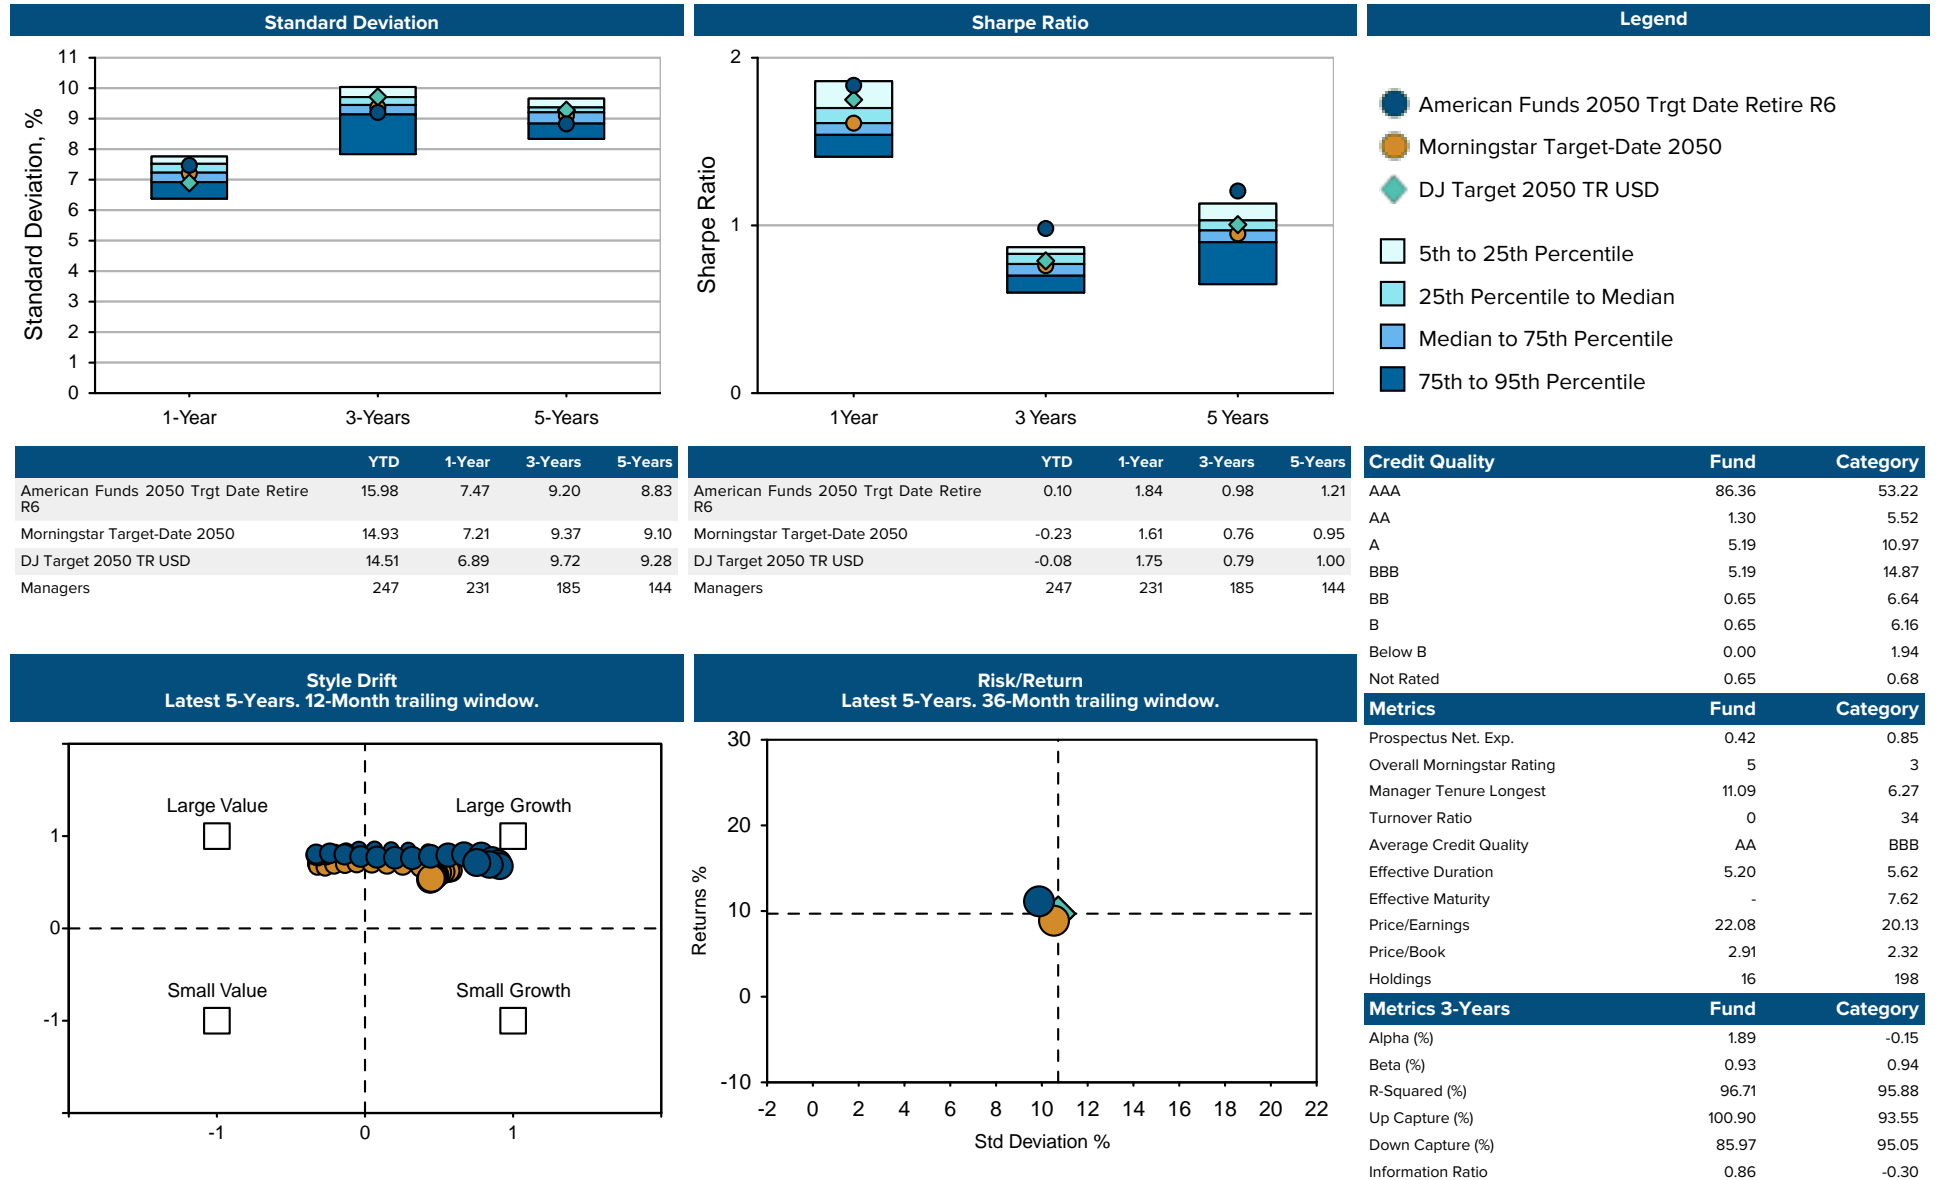 Standard Deviation
11
10
9
8
7
6
5
4
3
2
1
0
Standard Deviation, %
1-Year 3-Years 5-Years
Sharpe Ratio
2
1
0
Sharpe Ratio
1Year 3 Years 5 Years
Legend
American Funds 2050 Trgt Date Retire R6
Morningstar Target-Date 2050
DJ Target 2050 TR USD
5th to 25th Percentile
25th Percentile to Median
Median to 75th Percentile
75th to 95th Percentile
YTD 1-Year 3-Years 5-Years
American Funds 2050 Trgt Date Retire 15.98 7.47 9.20 8.83
R6
Morningstar Target-Date 2050 14.93 7.21 9.37 9.10
DJ Target 2050 TR USD 14.51 6.89 9.72 9.28
Managers 247 231 185 144
YTD 1-Year 3-Years 5-Years
American Funds 2050 Trgt Date Retire 0.10 1.84 0.98 1.21
R6
Morningstar Target-Date 2050 -0.23 1.61 0.76 0.95
DJ Target 2050 TR USD -0.08 1.75 0.79 1.00
Managers 247 231 185 144
Credit Quality Fund Category
AAA 86.36 53.22
AA 1.30 5.52
A 5.19 10.97
BBB 5.19 14.87
BB 0.65 6.64
B 0.65 6.16
Below B 0.00 1.94
Not Rated 0.65 0.68
Metrics Fund Category
Prospectus Net. Exp. 0.42 0.85
Overall Morningstar Rating 5 3
Manager Tenure Longest 11.09 6.27
Turnover Ratio 0 34
Average Credit Quality AA BBB
Effective Duration 5.20 5.62
Effective Maturity - 7.62
Price/Earnings 22.08 20.13
Price/Book 2.91 2.32
Holdings 16 198
Metrics 3-Years Fund Category
Alpha (%) 1.89 -0.15
Beta (%) 0.93 0.94
R-Squared (%) 96.71 95.88
Up Capture (%) 100.90 93.55
Down Capture (%) 85.97 95.05
Information Ratio 0.86 -0.30
Style Drift
Latest 5-Years. 12-Month trailing window.
Large Value Large Growth
1
0
Small Value Small Growth
-1
-1 0 1
Risk/Return
Latest 5-Years. 36-Month trailing window.
30
20
10
0
-10
Returns %
-2 0 2 4 6 8 10 12 14 16 18 20 22
Std Deviation %